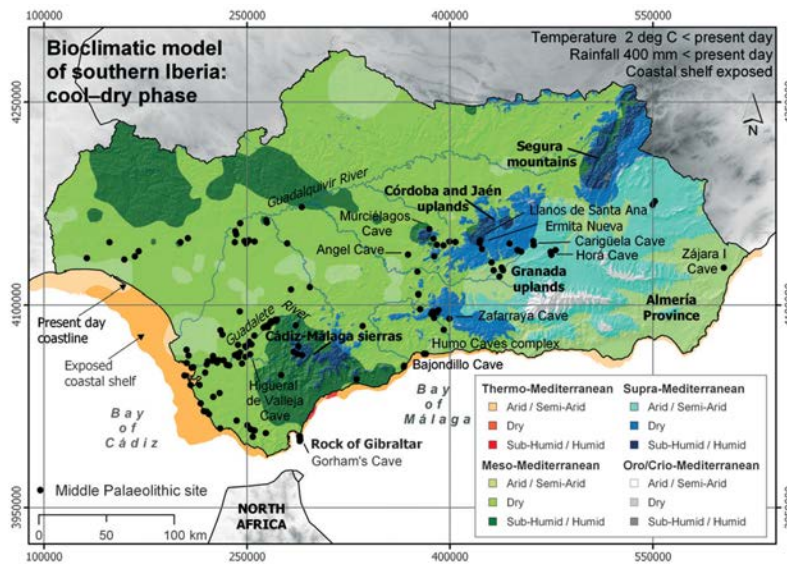 100000 250000 400000 550000
Bioclimatic model
of southern Iberia:
cool–dry phase
Temperature 2 deg C < present day
Rainfall 400 mm < present day
Coastal shelf exposed
4250000
N
Segura
mountains
Guadalquivir River
Córdoba and Jaén
uplands
Murciélagos
Cave
Llanos de Santa Ana
Ermita Nueva
Angel Cave
Carigüela Cave
Horá Cave
Zájara I
Cave
Granada
uplands
4100000
Present day
coastline
Guadalete River
Zafarraya Cave
Almería
Province
Exposed
coastal shelf
Cádiz-Málaga sierras
Humo Caves complex
Bajondillo Cave
Higueral
de Valleja
Cave
Bay
of
Cádiz
Bay
of
Málaga
Rock of Gibraltar
Gorham's Cave
Thermo-Mediterranean
Arid / Semi-Arid
Dry
Sub-Humid / Humid
Supra-Mediterranean
Arid / Semi-Arid
Dry
Sub-Humid / Humid
Meso-Mediterranean
Arid / Semi-Arid
Dry
Sub-Humid / Humid
Oro/Crio-Mediterranean
Arid / Semi-Arid
Dry
Sub-Humid / Humid
Middle Palaeolithic site
3950000
0 50 100 km
NORTH
AFRICA
100000 250000 400000 550000